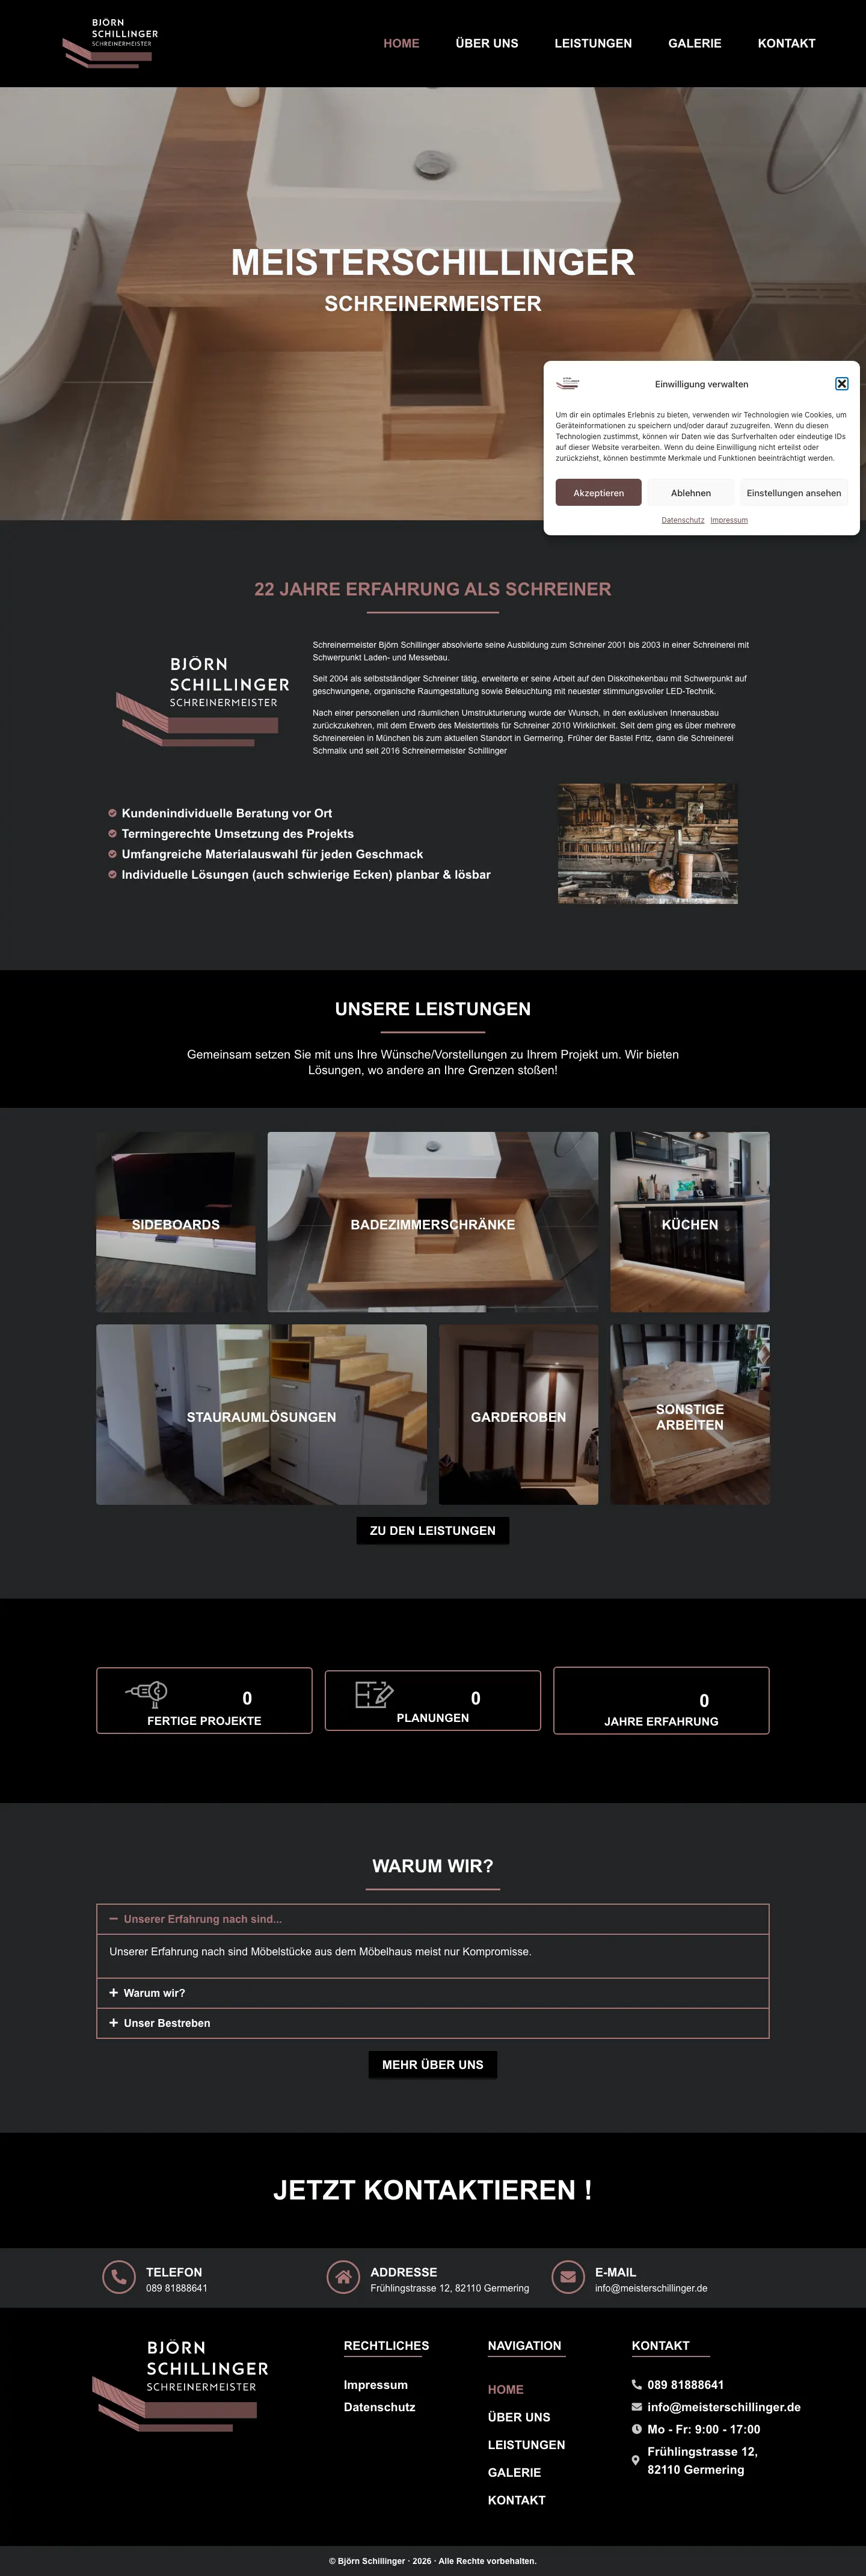 BJÖRN
SCHILLINGER
SCHREINERMEISTER
HOME
ÜBER UNS
LEISTUNGEN
GALERIE
KONTAKT
MEISTERSCHILLINGER
SCHREINERMEISTER
Einwilligung verwalten
Um dir ein optimales Erlebnis zu bieten, verwenden wir Technologien wie Cookies, um
Geräteinformationen zu speichern und/oder darauf zuzugreifen. Wenn du diesen
Technologien zustimmst, können wir Daten wie das Surfverhalten oder eindeutige IDs
auf dieser Website verarbeiten. Wenn du deine Einwilligung nicht erteilst oder
zurückziehst, können bestimmte Merkmale und Funktionen beeinträchtigt werden.
Akzeptieren
Ablehnen
Einstellungen ansehen
Datenschutz Impressum
22 JAHRE ERFAHRUNG ALS SCHREINER
BJÖRN
SCHILLINGER
SCHREINERMEISTER
Schreinermeister Björn Schillinger absolvierte seine Ausbildung zum Schreiner 2001 bis 2003 in einer Schreinerei mit
Schwerpunkt Laden- und Messebau.
Seit 2004 als selbstständiger Schreiner tätig, erweiterte er seine Arbeit auf den Diskothekenbau mit Schwerpunkt auf
geschwungene, organische Raumgestaltung sowie Beleuchtung mit neuester stimmungsvoller LED-Technik.
Nach einer personellen und räumlichen Umstrukturierung wurde der Wunsch, in den exklusiven Innenausbau
zurückzukehren, mit dem Erwerb des Meistertitels für Schreiner 2010 Wirklichkeit. Seit dem ging es über mehrere
Schreinereien in München bis zum aktuellen Standort in Germering. Früher der Bastel Fritz, dann die Schreinerei
Schmalix und seit 2016 Schreinermeister Schillinger
Kundenindividuelle Beratung vor Ort
Termingerechte Umsetzung des Projekts
Umfangreiche Materialauswahl für jeden Geschmack
Individuelle Lösungen (auch schwierige Ecken) planbar & lösbar
UNSERE LEISTUNGEN
Gemeinsam setzen Sie mit uns Ihre Wünsche/Vorstellungen zu Ihrem Projekt um. Wir bieten
Lösungen, wo andere an Ihre Grenzen stoßen!
SIDEBOARDS
BADEZIMMERSCHRÄNKE
KÜCHEN
STAURAUMLÖSUNGEN
GARDEROBEN
SONSTIGE
ARBEITEN
ZU DEN LEISTUNGEN
0
FERTIGE PROJEKTE
0
PLANUNGEN
0
JAHRE ERFAHRUNG
WARUM WIR?
Unserer Erfahrung nach sind...
Unserer Erfahrung nach sind Möbelstücke aus dem Möbelhaus meist nur Kompromisse.
Warum wir?
Unser Bestreben
MEHR ÜBER UNS
JETZT KONTAKTIEREN !
TELEFON
089 81888641
ADDRESSE
Frühlingstrasse 12, 82110 Germering
E-MAIL
info@meisterschillinger.de
BJÖRN
SCHILLINGER
SCHREINERMEISTER
RECHTLICHES
Impressum
Datenschutz
NAVIGATION
HOME
ÜBER UNS
LEISTUNGEN
GALERIE
KONTAKT
KONTAKT
089 81888641
info@meisterschillinger.de
Mo - Fr: 9:00 - 17:00
Frühlingstrasse 12,
82110 Germering
© Björn Schillinger · 2026 · Alle Rechte vorbehalten.